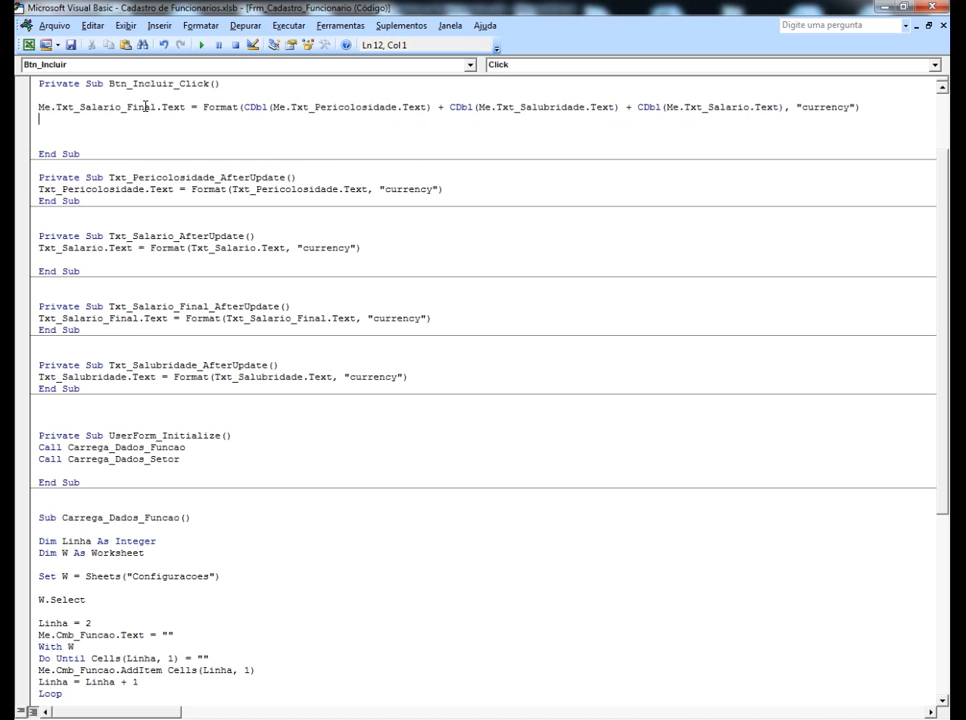 Microsoft Visual Basic - Cadastro de Funcionarios.xlsb - [Frm_Cadastro_Funcionario (Código)]
Arquivo Editar Exibir Inserir Formatar Depurar Executar Ferramentas Suplementos Janela Ajuda Digite uma pergunta
Ln 12, Col 1
Btn_Incluir Click
Private Sub Btn_Incluir_Click()
Me.Txt_Salario_Final.Text = Format(CDbl(Me.Txt_Pericolosidade.Text) + CDbl(Me.Txt_Salubridade.Text) + CDbl(Me.Txt_Salario.Text), "currency")
End Sub
Private Sub Txt_Pericolosidade_AfterUpdate()
Txt_Pericolosidade.Text = Format(Txt_Pericolosidade.Text, "currency")
End Sub
Private Sub Txt_Salario_AfterUpdate()
Txt_Salario.Text = Format(Txt_Salario.Text, "currency")
End Sub
Private Sub Txt_Salario_Final_AfterUpdate()
Txt_Salario_Final.Text = Format(Txt_Salario_Final.Text, "currency")
End Sub
Private Sub Txt_Salubridade_AfterUpdate()
Txt_Salubridade.Text = Format(Txt_Salubridade.Text, "currency")
End Sub
Private Sub UserForm_Initialize()
Call Carrega_Dados_Funcao
Call Carrega_Dados_Setor
End Sub
Sub Carrega_Dados_Funcao()
Dim Linha As Integer
Dim W As Worksheet
Set W = Sheets("Configuracoes")
W.Select
Linha = 2
Me.Cmb_Funcao.Text = ""
With W
Do Until Cells(Linha, 1) = ""
Me.Cmb_Funcao.AddItem Cells(Linha, 1)
Linha = Linha + 1
Loop